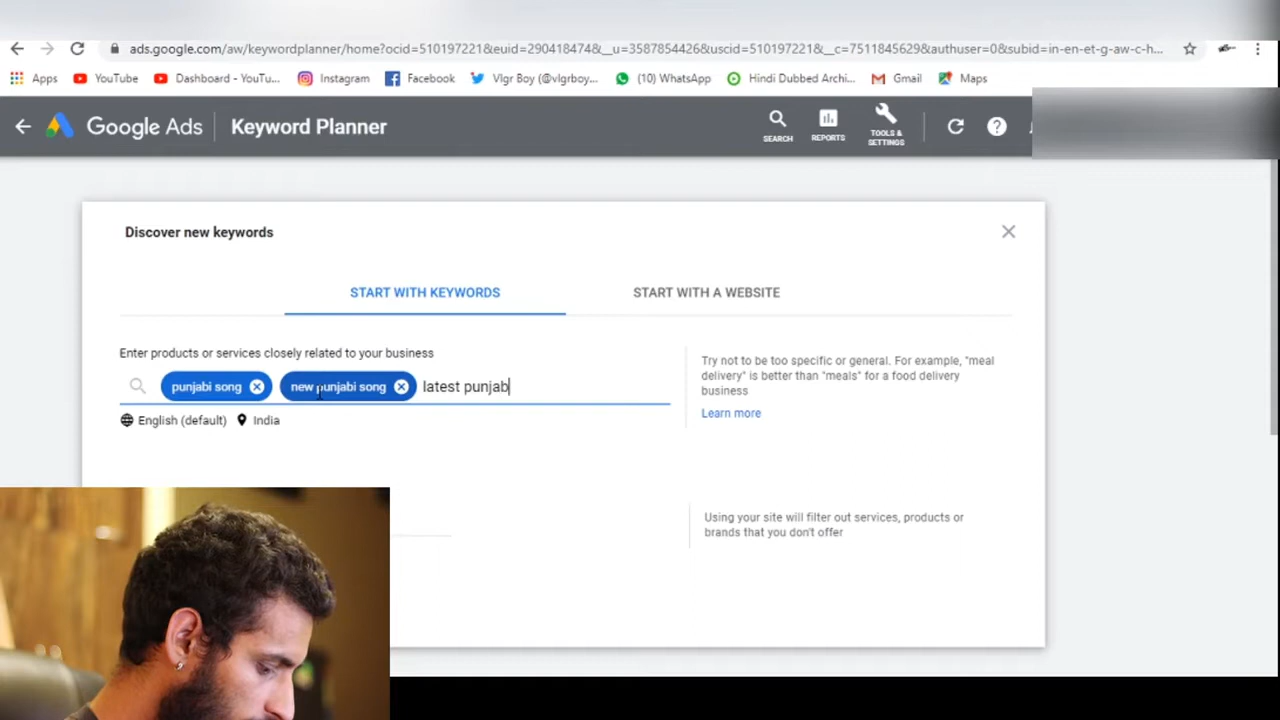 ads.google.com/aw/keywordplanner/home?ocid=510197221&euid=290418474&__u=3587854426&uscid=510197221&__c=7511845629&authuser=0&subid=in-en-et-g-aw-c-h...
Apps YouTube Dashboard - YouTu... Instagram Facebook Vlgr Boy (@vlgrboy... (10) WhatsApp Hindi Dubbed Archi... Gmail Maps
Google Ads Keyword Planner
SEARCH REPORTS TOOLS & SETTINGS
Discover new keywords
START WITH KEYWORDS START WITH A WEBSITE
Enter products or services closely related to your business
punjabi song new punjabi song latest punjab
English (default) India
Try not to be too specific or general. For example, "meal
delivery" is better than "meals" for a food delivery
business
Learn more
Using your site will filter out services, products or
brands that you don't offer